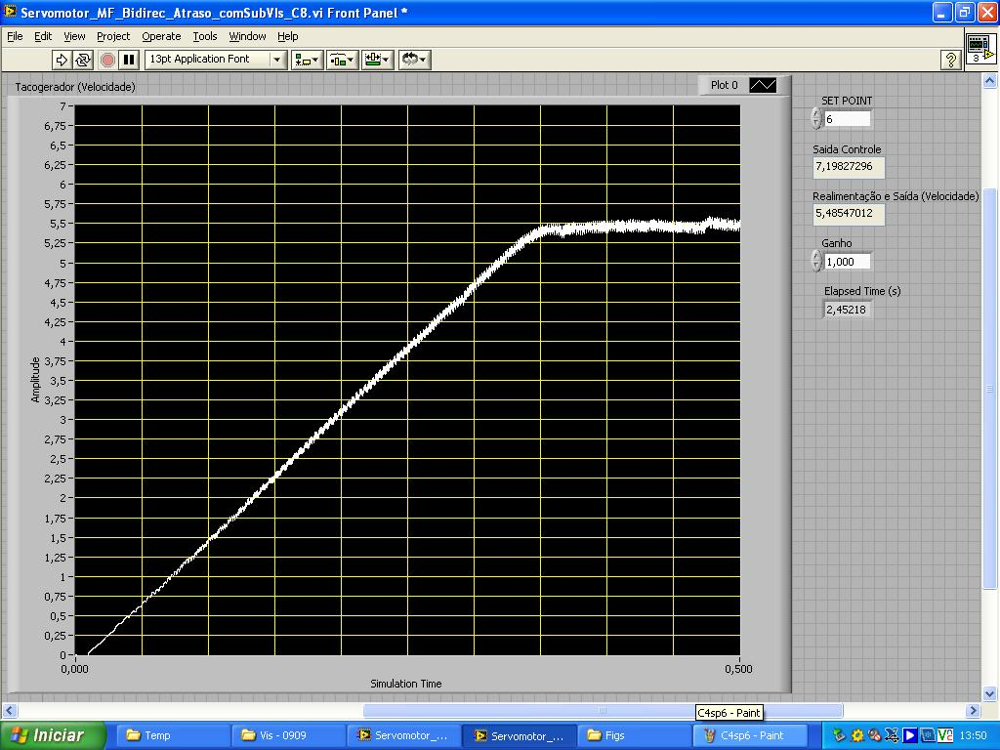 Servomotor_MF_Bidirec_Atraso_comSubVIs_C8.vi Front Panel *
File Edit View Project Operate Tools Window Help
13pt Application Font
3
Tacogerador (Velocidade)
Plot 0
7
6,75
6,5
6,25
6
5,75
5,5
5,25
5
4,75
4,5
4,25
4
3,75
3,5
3,25
3
2,75
2,5
2,25
2
1,75
1,5
1,25
1
0,75
0,5
0,25
0
Amplitude
0,000 0,500
Simulation Time
SET POINT
6
Saida Controle
7,19827296
Realimentação e Saída (Velocidade)
5,48547012
Ganho
1,000
Elapsed Time (s)
2,45218
C4sp6 - Paint
Iniciar Temp Vis - 0909 Servomotor_... Servomotor_... Figs C4sp6 - Paint 13:50